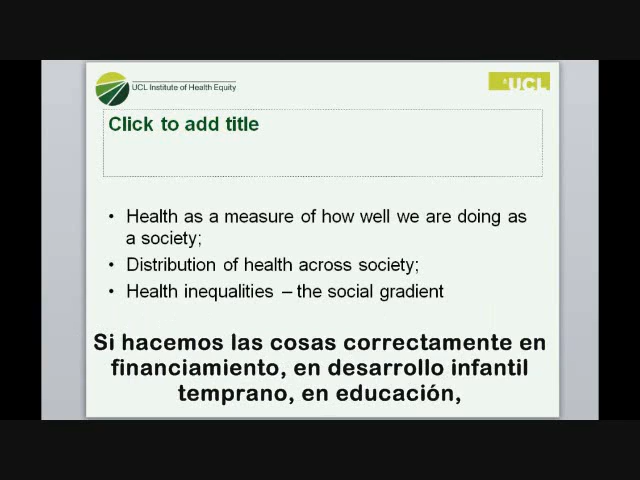 UCL Institute of Health Equity
UCL
Click to add title
• Health as a measure of how well we are doing as
a society;
• Distribution of health across society;
• Health inequalities – the social gradient
Si hacemos las cosas correctamente en
financiamiento, en desarrollo infantil
temprano, en educación,